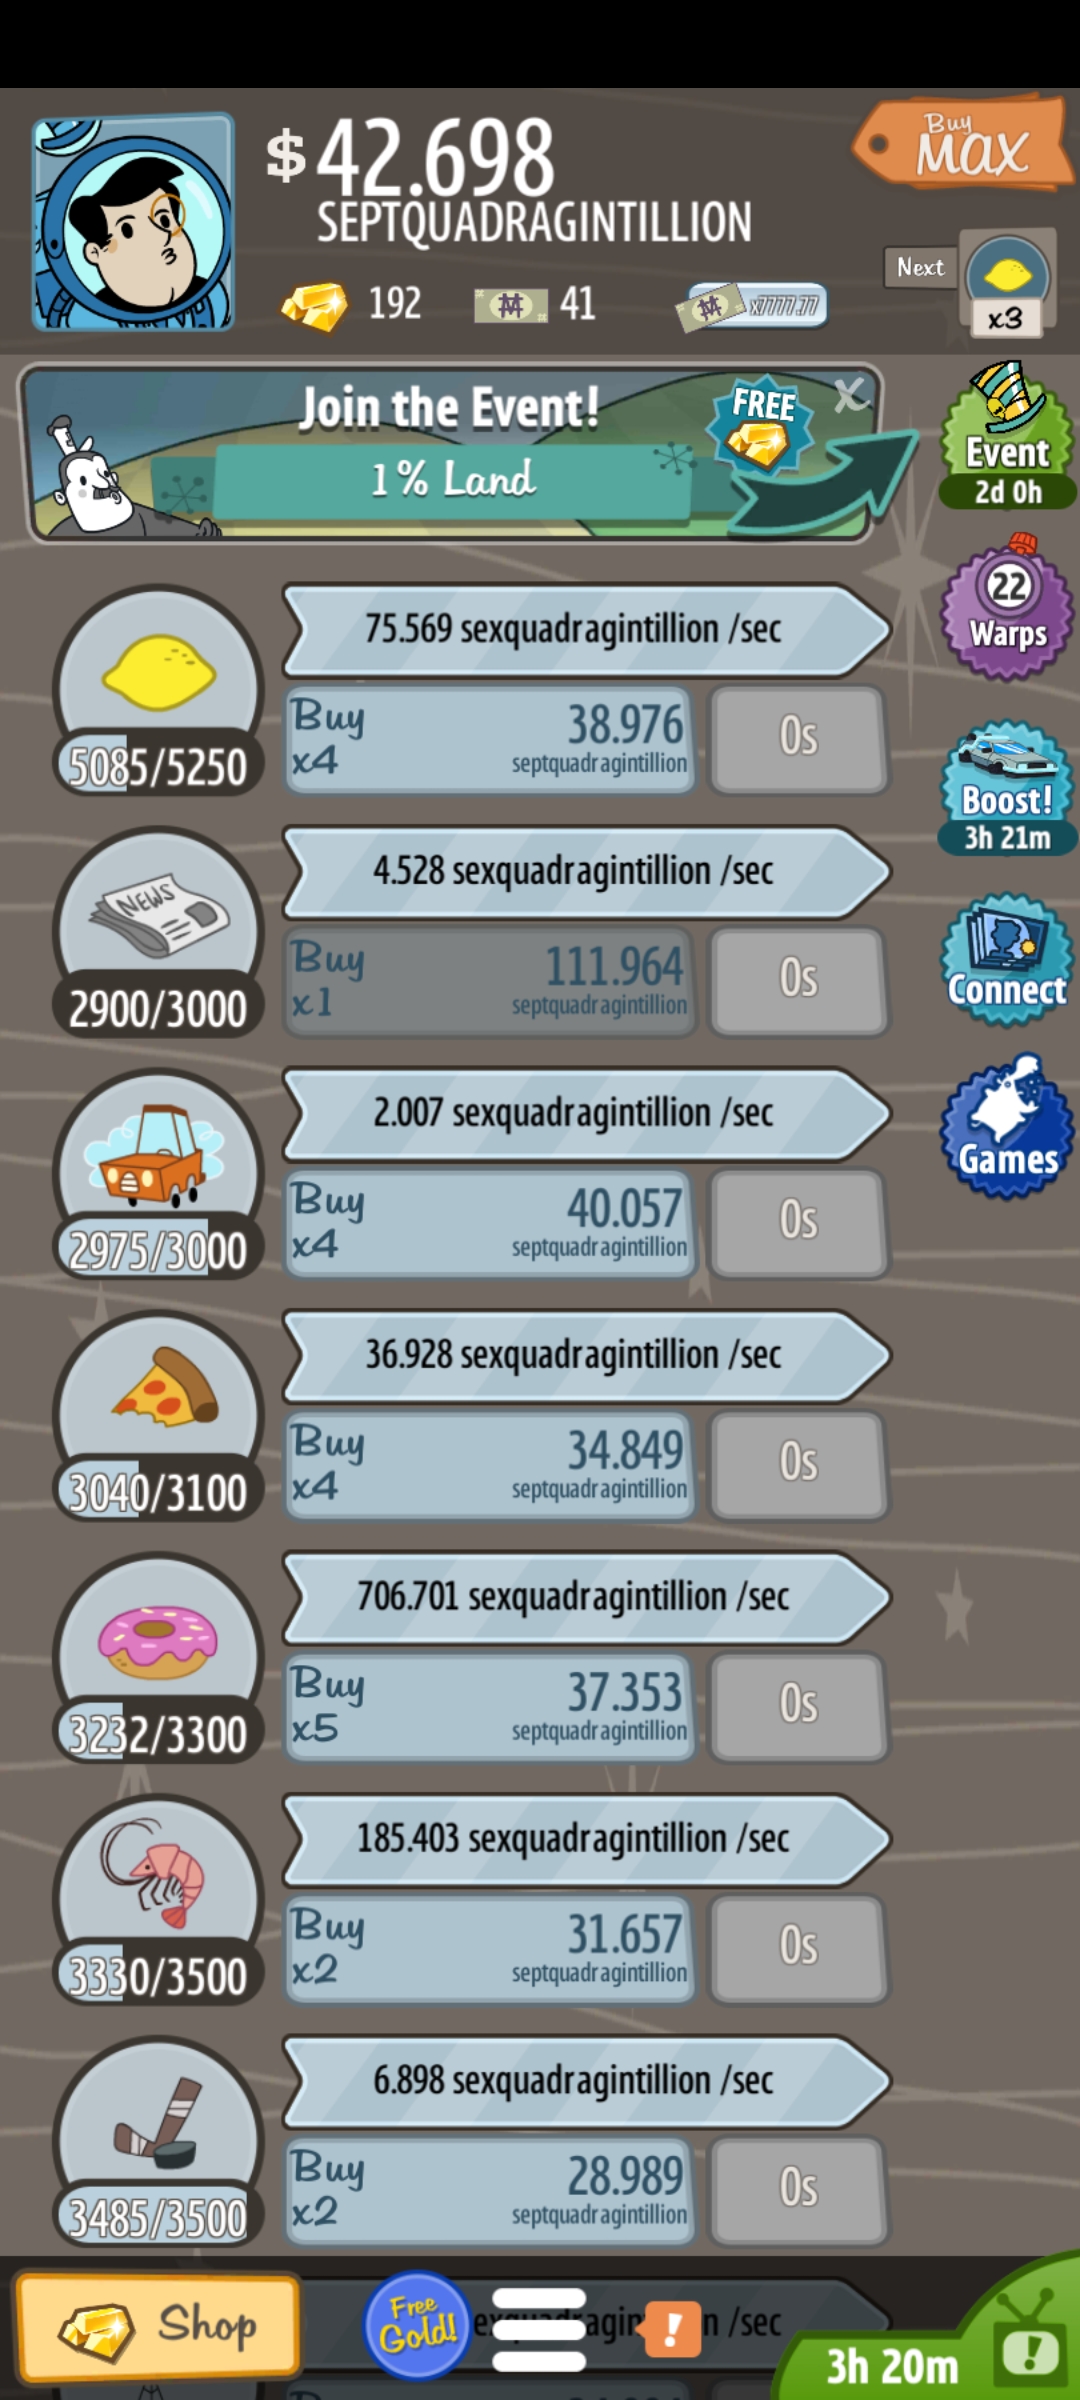 $ 42.698
SEPTQUADRAGINTILLION
Buy
MAX
192
41
x7777.77
Next
x3
Join the Event!
1% Land
FREE
X
Event
2d 0h
22
Warps
Boost!
3h 21m
Connect
Games
75.569 sexquadragintillion /sec
5085/5250
Buy
x4
38.976
septquadragintillion
0s
4.528 sexquadragintillion /sec
NEWS
2900/3000
Buy
x1
111.964
septquadragintillion
0s
2.007 sexquadragintillion /sec
2975/3000
Buy
x4
40.057
septquadragintillion
0s
36.928 sexquadragintillion /sec
3040/3100
Buy
x4
34.849
septquadragintillion
0s
706.701 sexquadragintillion /sec
3232/3300
Buy
x5
37.353
septquadragintillion
0s
185.403 sexquadragintillion /sec
3330/3500
Buy
x2
31.657
septquadragintillion
0s
6.898 sexquadragintillion /sec
3485/3500
Buy
x2
28.989
septquadragintillion
0s
Shop
Free
Gold!
!
/sec
3h 20m
!